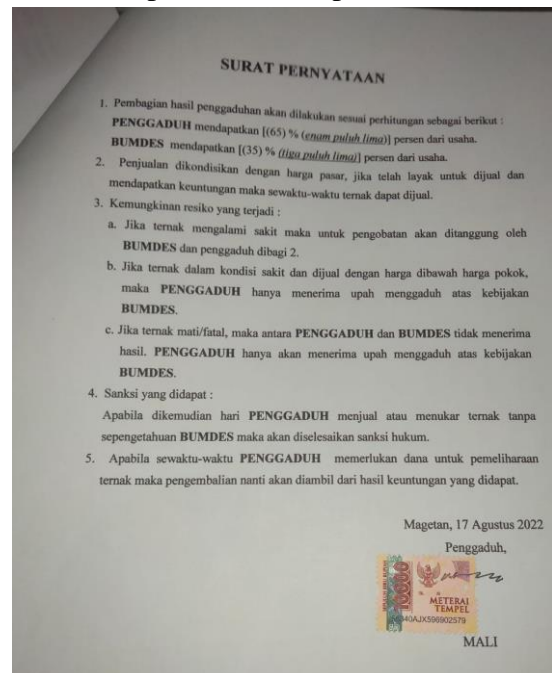 SURAT PERNYATAAN
1. Pembagian hasil penggaduhan akan dilakukan sesuai perhitungan sebagai berikut :
PENGGADUH mendapatkan [(65) % (enam puluh lima)] persen dari usaha.
BUMDES mendapatkan [(35) % (tiga puluh lima)] persen dari usaha.
2. Penjualan dikondisikan dengan harga pasar, jika telah layak untuk dijual dan
mendapatkan keuntungan maka sewaktu-waktu ternak dapat dijual.
3. Kemungkinan resiko yang terjadi :
a. Jika ternak mengalami sakit maka untuk pengobatan akan ditanggung oleh
BUMDES dan penggaduh dibagi 2.
b. Jika ternak dalam kondisi sakit dan dijual dengan harga dibawah harga pokok,
maka PENGGADUH hanya menerima upah menggaduh atas kebijakan
BUMDES.
c. Jika ternak mati/fatal, maka antara PENGGADUH dan BUMDES tidak menerima
hasil. PENGGADUH hanya akan menerima upah menggaduh atas kebijakan
BUMDES.
4. Sanksi yang didapat :
Apabila dikemudian hari PENGGADUH menjual atau menukar ternak tanpa
sepengetahuan BUMDES maka akan diselesaikan sanksi hukum.
5. Apabila sewaktu-waktu PENGGADUH memerlukan dana untuk pemeliharaan
ternak maka pengembalian nanti akan diambil dari hasil keuntungan yang didapat.
Magetan, 17 Agustus 2022
Penggaduh,
10000
METERAI
TEMPEL
MALI